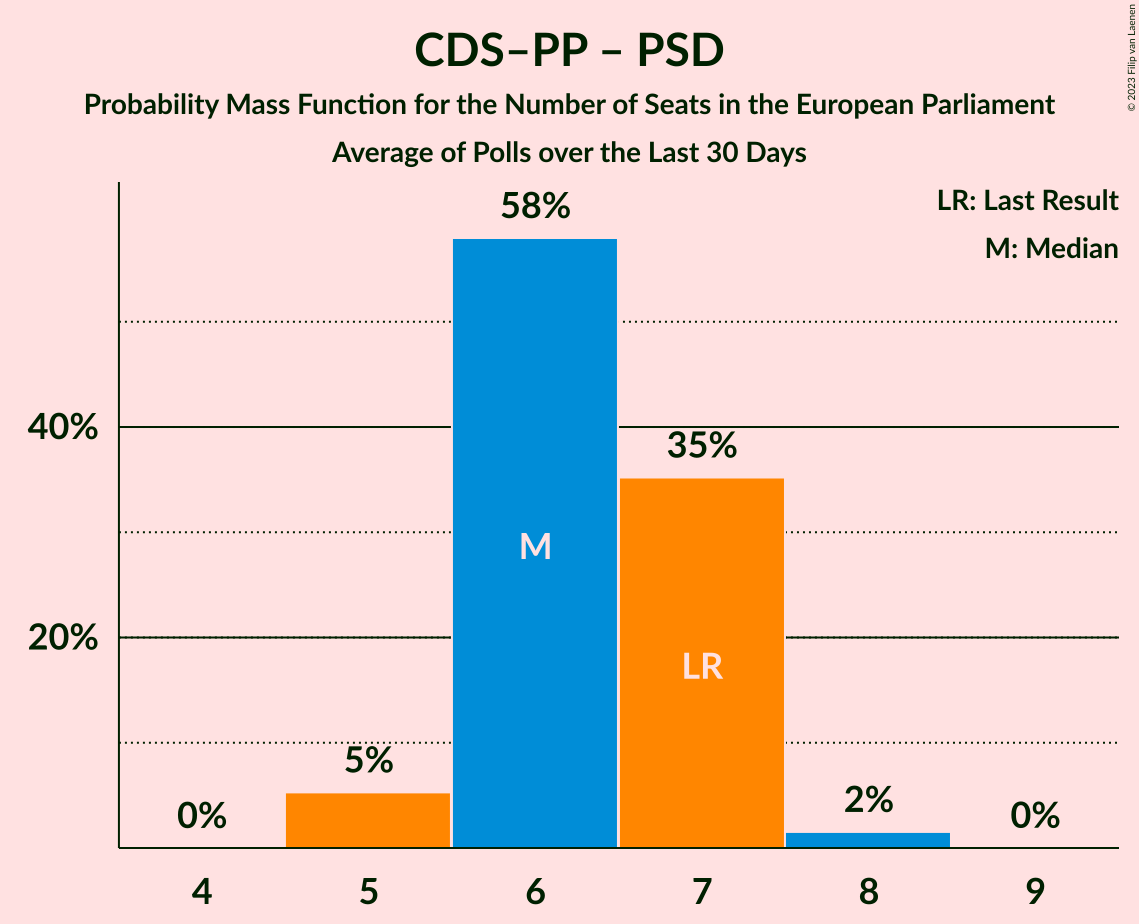 CDS–PP – PSD
Probability Mass Function for the Number of Seats in the European Parliament
Average of Polls over the Last 30 Days
© 2023 Filip van Laenen
LR: Last Result
M: Median
58%
40%
35%
M
20%
LR
5%
0%
2%
0%
4 5 6 7 8 9